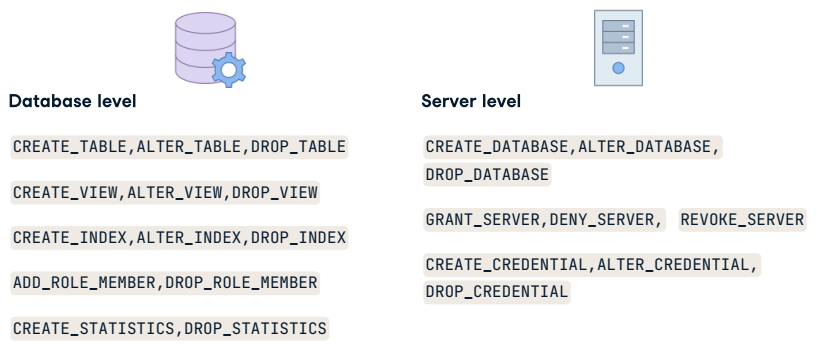 Database level
CREATE_TABLE,ALTER_TABLE,DROP_TABLE
CREATE_VIEW,ALTER_VIEW,DROP_VIEW
CREATE_INDEX,ALTER_INDEX,DROP_INDEX
ADD_ROLE_MEMBER,DROP_ROLE_MEMBER
CREATE_STATISTICS,DROP_STATISTICS
Server level
CREATE_DATABASE,ALTER_DATABASE,
DROP_DATABASE
GRANT_SERVER,DENY_SERVER, REVOKE_SERVER
CREATE_CREDENTIAL,ALTER_CREDENTIAL,
DROP_CREDENTIAL